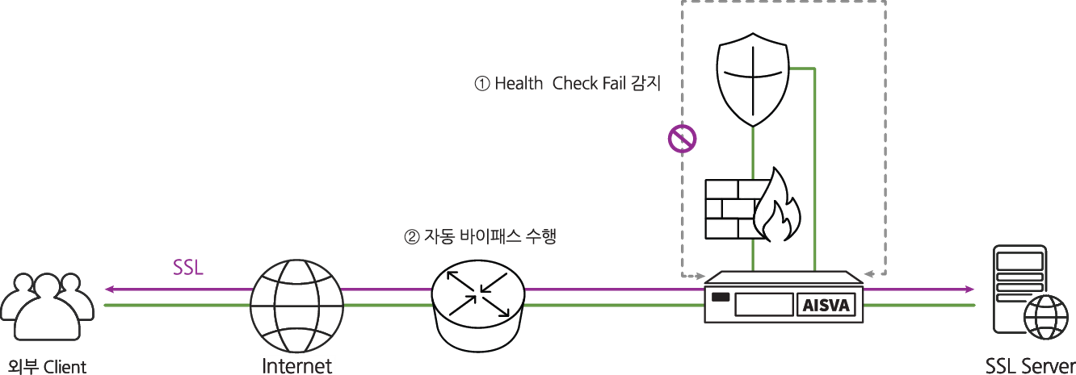 ① Health Check Fail 감지
② 자동 바이패스 수행
SSL
AISVA
외부 Client
Internet
SSL Server